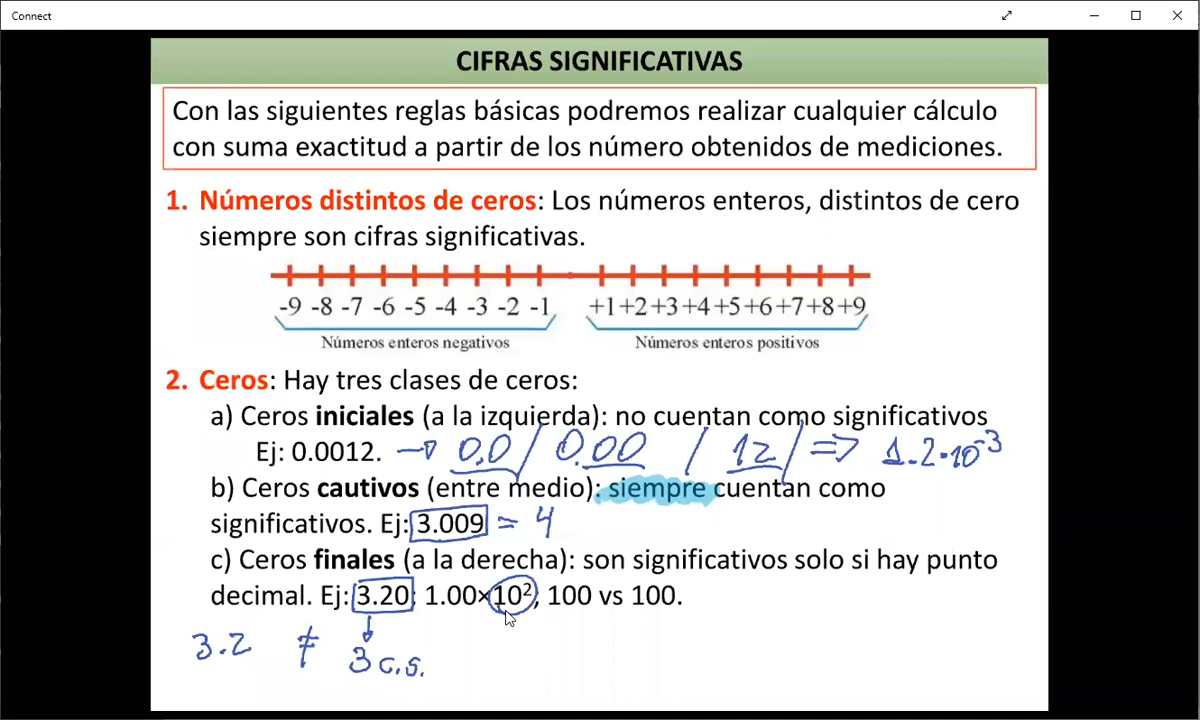 Connect
CIFRAS SIGNIFICATIVAS
Con las siguientes reglas básicas podremos realizar cualquier cálculo
con suma exactitud a partir de los número obtenidos de mediciones.
1. Números distintos de ceros: Los números enteros, distintos de cero
siempre son cifras significativas.
-9 -8 -7 -6 -5 -4 -3 -2 -1 +1 +2 +3 +4 +5 +6 +7 +8 +9
Números enteros negativos Números enteros positivos
2. Ceros: Hay tres clases de ceros:
a) Ceros iniciales (a la izquierda): no cuentan como significativos
Ej: 0.0012. → 0.0 / 0.00 / 12 / => 1.2·10⁻³
b) Ceros cautivos (entre medio): siempre cuentan como
significativos. Ej: 3.009 = 4
c) Ceros finales (a la derecha): son significativos solo si hay punto
decimal. Ej: 3.20; 1.00×10², 100 vs 100.
3.2 ≠ 3 c.s.